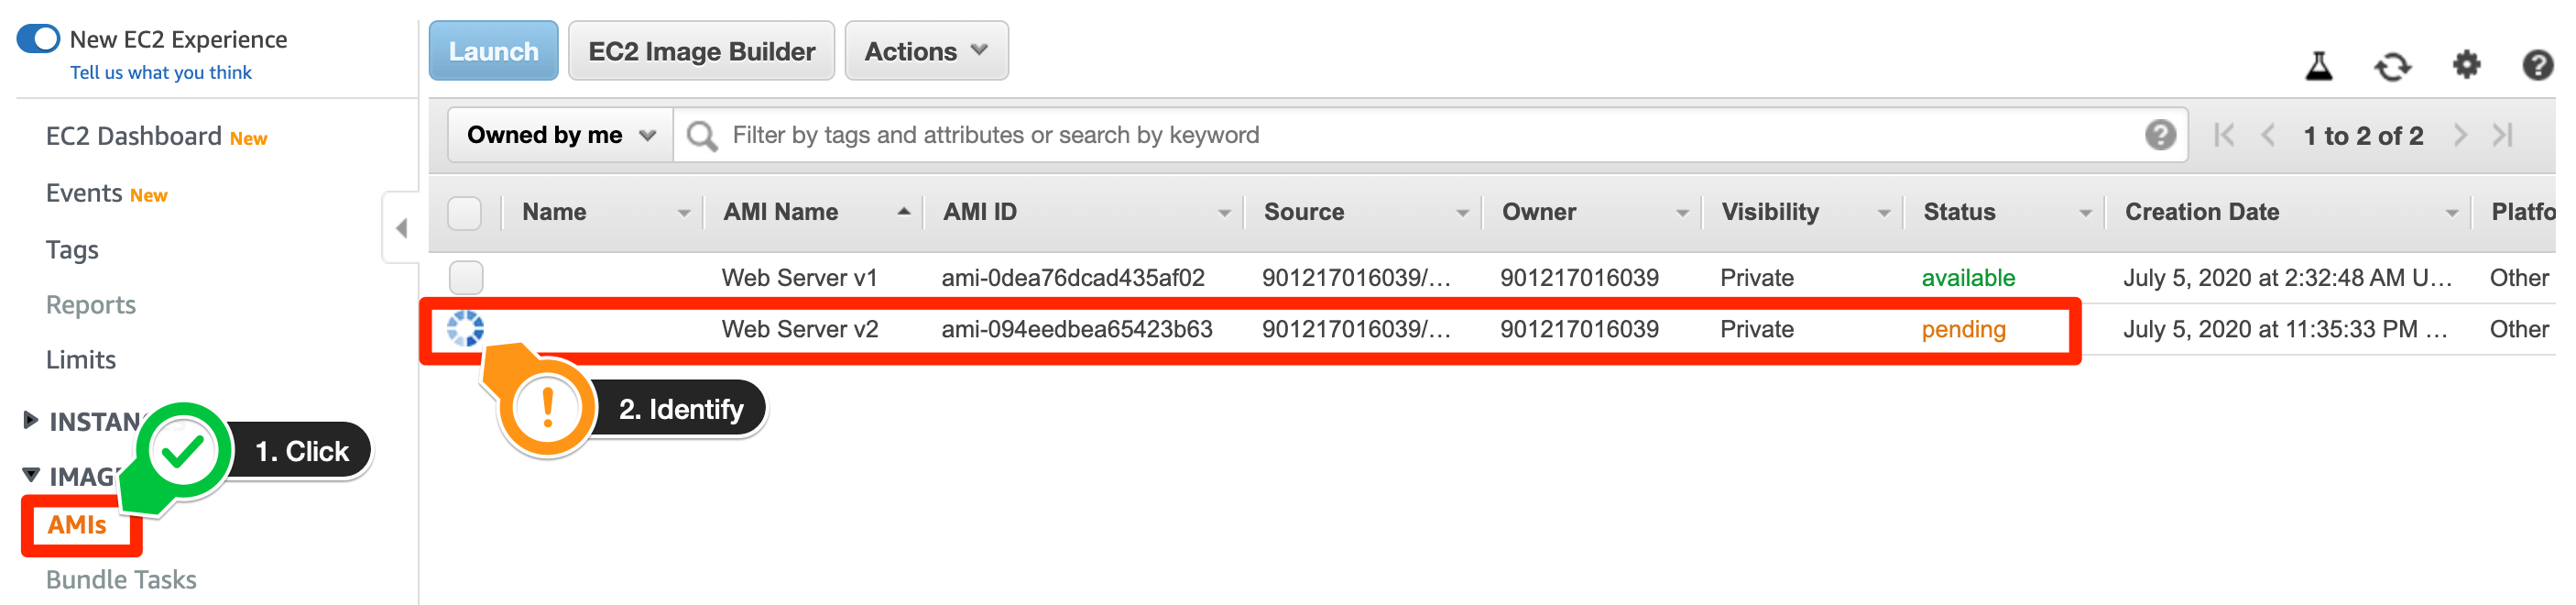 New EC2 Experience
Tell us what you think
EC2 Dashboard New
Events New
Tags
Reports
Limits
INSTAN
IMAG
AMIs
Bundle Tasks
1. Click
Launch EC2 Image Builder Actions
Owned by me Filter by tags and attributes or search by keyword 1 to 2 of 2
Name AMI Name AMI ID Source Owner Visibility Status Creation Date Platfo
Web Server v1 ami-0dea76dcad435af02 901217016039/... 901217016039 Private available July 5, 2020 at 2:32:48 AM U... Other
Web Server v2 ami-094eedbea65423b63 901217016039/... 901217016039 Private pending July 5, 2020 at 11:35:33 PM ... Other
2. Identify